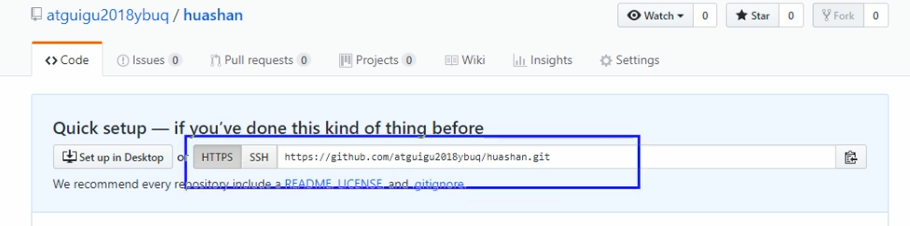 atguigu2018ybuq / huashan
Watch 0 Star 0 Fork 0
Code Issues 0 Pull requests 0 Projects 0 Wiki Insights Settings
Quick setup — if you've done this kind of thing before
Set up in Desktop or HTTPS SSH https://github.com/atguigu2018ybuq/huashan.git
We recommend every repository include a README, LICENSE, and .gitignore.